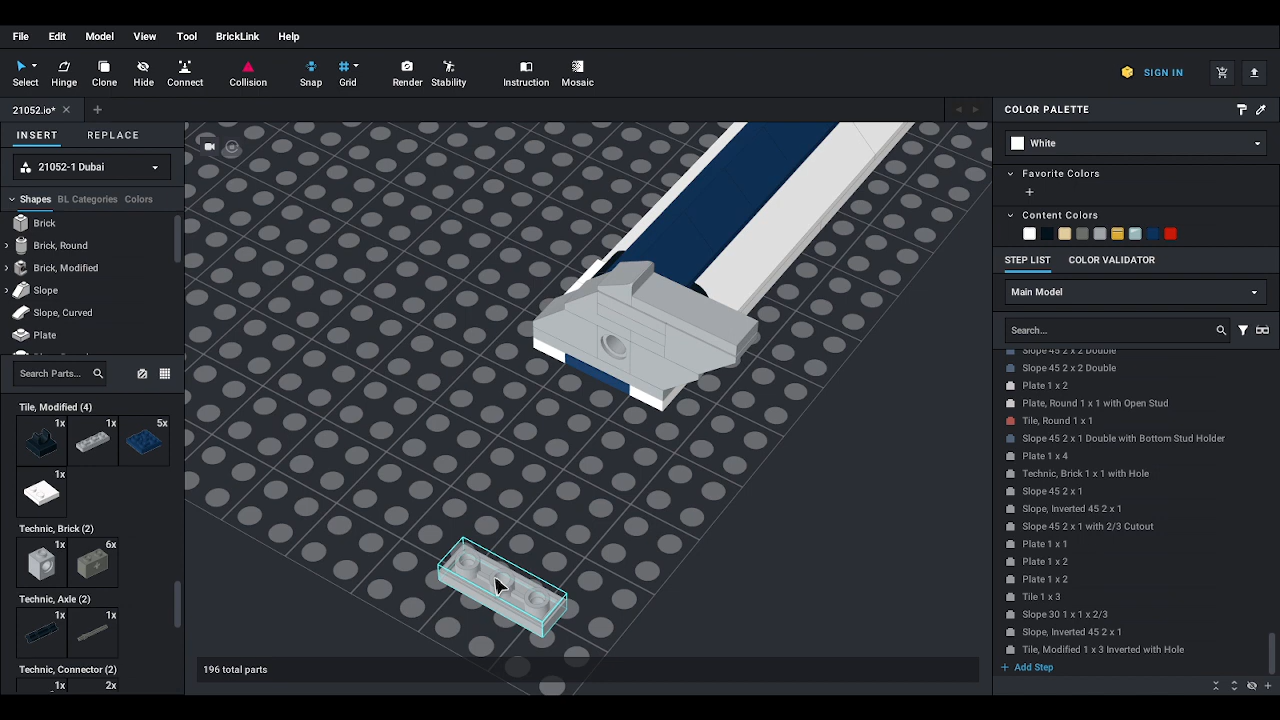 File Edit Model View Tool BrickLink Help
Select Hinge Clone Hide Connect Collision Snap Grid Render Stability Instruction Mosaic SIGN IN
21052.io*
INSERT REPLACE
21052-1 Dubai
Shapes BL Categories Colors
Brick
Brick, Round
Brick, Modified
Slope
Slope, Curved
Plate
Search Parts...
Tile, Modified (4)
1x 1x 5x
1x
Technic, Brick (2)
1x 6x
Technic, Axle (2)
1x 1x
Technic, Connector (2)
1x 2x
196 total parts
COLOR PALETTE
White
Favorite Colors
Content Colors
STEP LIST COLOR VALIDATOR
Main Model
Search...
Slope 45 2 x 2 Double
Slope 45 2 x 2 Double
Plate 1 x 2
Plate, Round 1 x 1 with Open Stud
Tile, Round 1 x 1
Slope 45 2 x 1 Double with Bottom Stud Holder
Plate 1 x 4
Technic, Brick 1 x 1 with Hole
Slope 45 2 x 1
Slope, Inverted 45 2 x 1
Slope 45 2 x 1 with 2/3 Cutout
Plate 1 x 1
Plate 1 x 2
Plate 1 x 2
Tile 1 x 3
Slope 30 1 x 1 x 2/3
Slope, Inverted 45 2 x 1
Tile, Modified 1 x 3 Inverted with Hole
+ Add Step